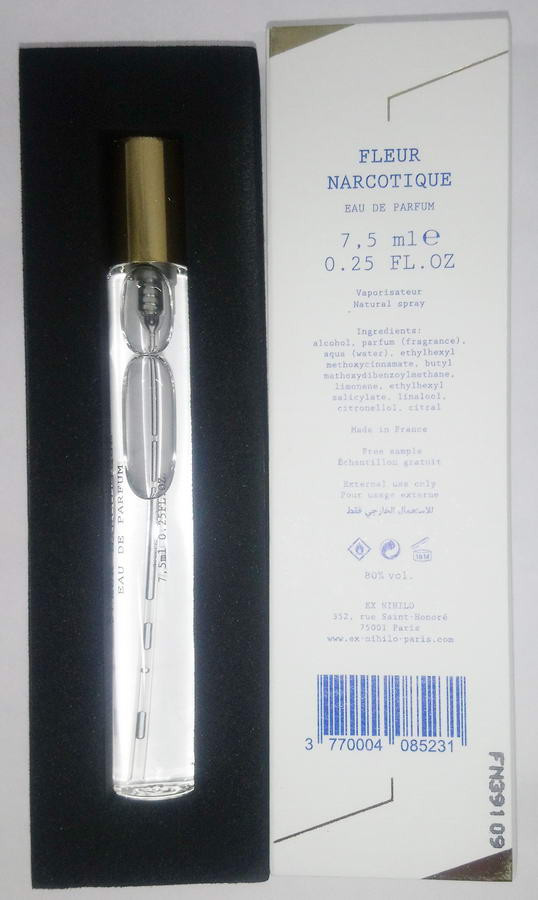 EAU DE PARFUM
7,5ml 0.25FL.OZ
FLEUR
NARCOTIQUE
EAU DE PARFUM
7,5 ml℮
0.25 FL.OZ
Vaporisateur
Natural spray
Ingredients:
alcohol, parfum (fragrance),
aqua (water), ethylhexyl
methoxycinnamate, butyl
mathoxydibenzoylmethane,
limonene, ethylhexyl
salicylate, linalool,
citronellol, citral
Made in France
Free sample
Échantillon gratuit
External use only
Pour usage externe
للاستعمال الخارجي فقط
18M
80% vol.
EX NIHILO
352, rue Saint-Honoré
75001 Paris
www.ex-nihilo-paris.com
3 770004 085231
FN39109